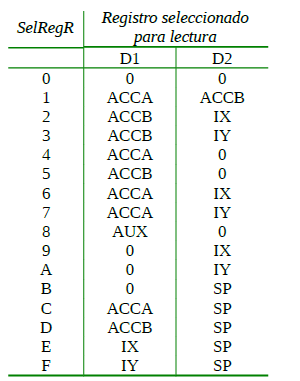 SelRegR Registro seleccionado para lectura
D1 D2
0 0 0
1 ACCA ACCB
2 ACCB IX
3 ACCB IY
4 ACCA 0
5 ACCB 0
6 ACCA IX
7 ACCA IY
8 AUX 0
9 0 IX
A 0 IY
B 0 SP
C ACCA SP
D ACCB SP
E IX SP
F IY SP